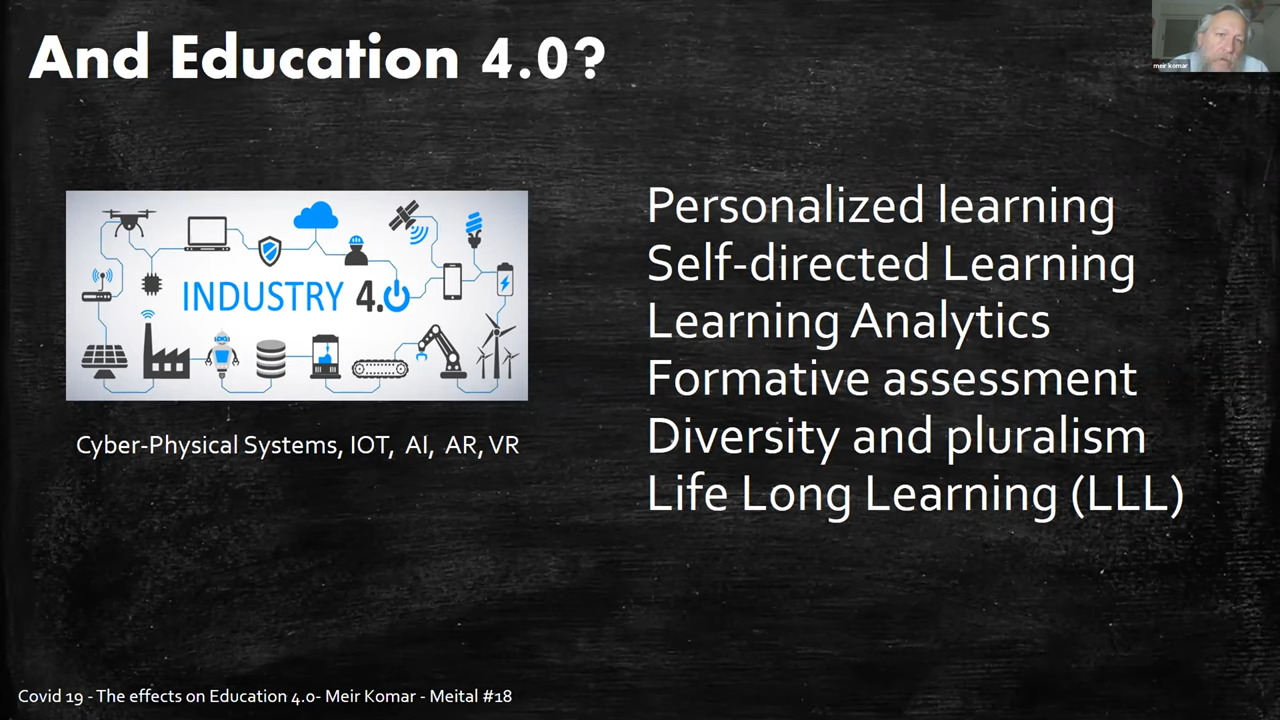 And Education 4.0?
meir komar
INDUSTRY 4.0
Cyber-Physical Systems, IOT, AI, AR, VR
Personalized learning
Self-directed Learning
Learning Analytics
Formative assessment
Diversity and pluralism
Life Long Learning (LLL)
Covid 19 - The effects on Education 4.0- Meir Komar - Meital #18